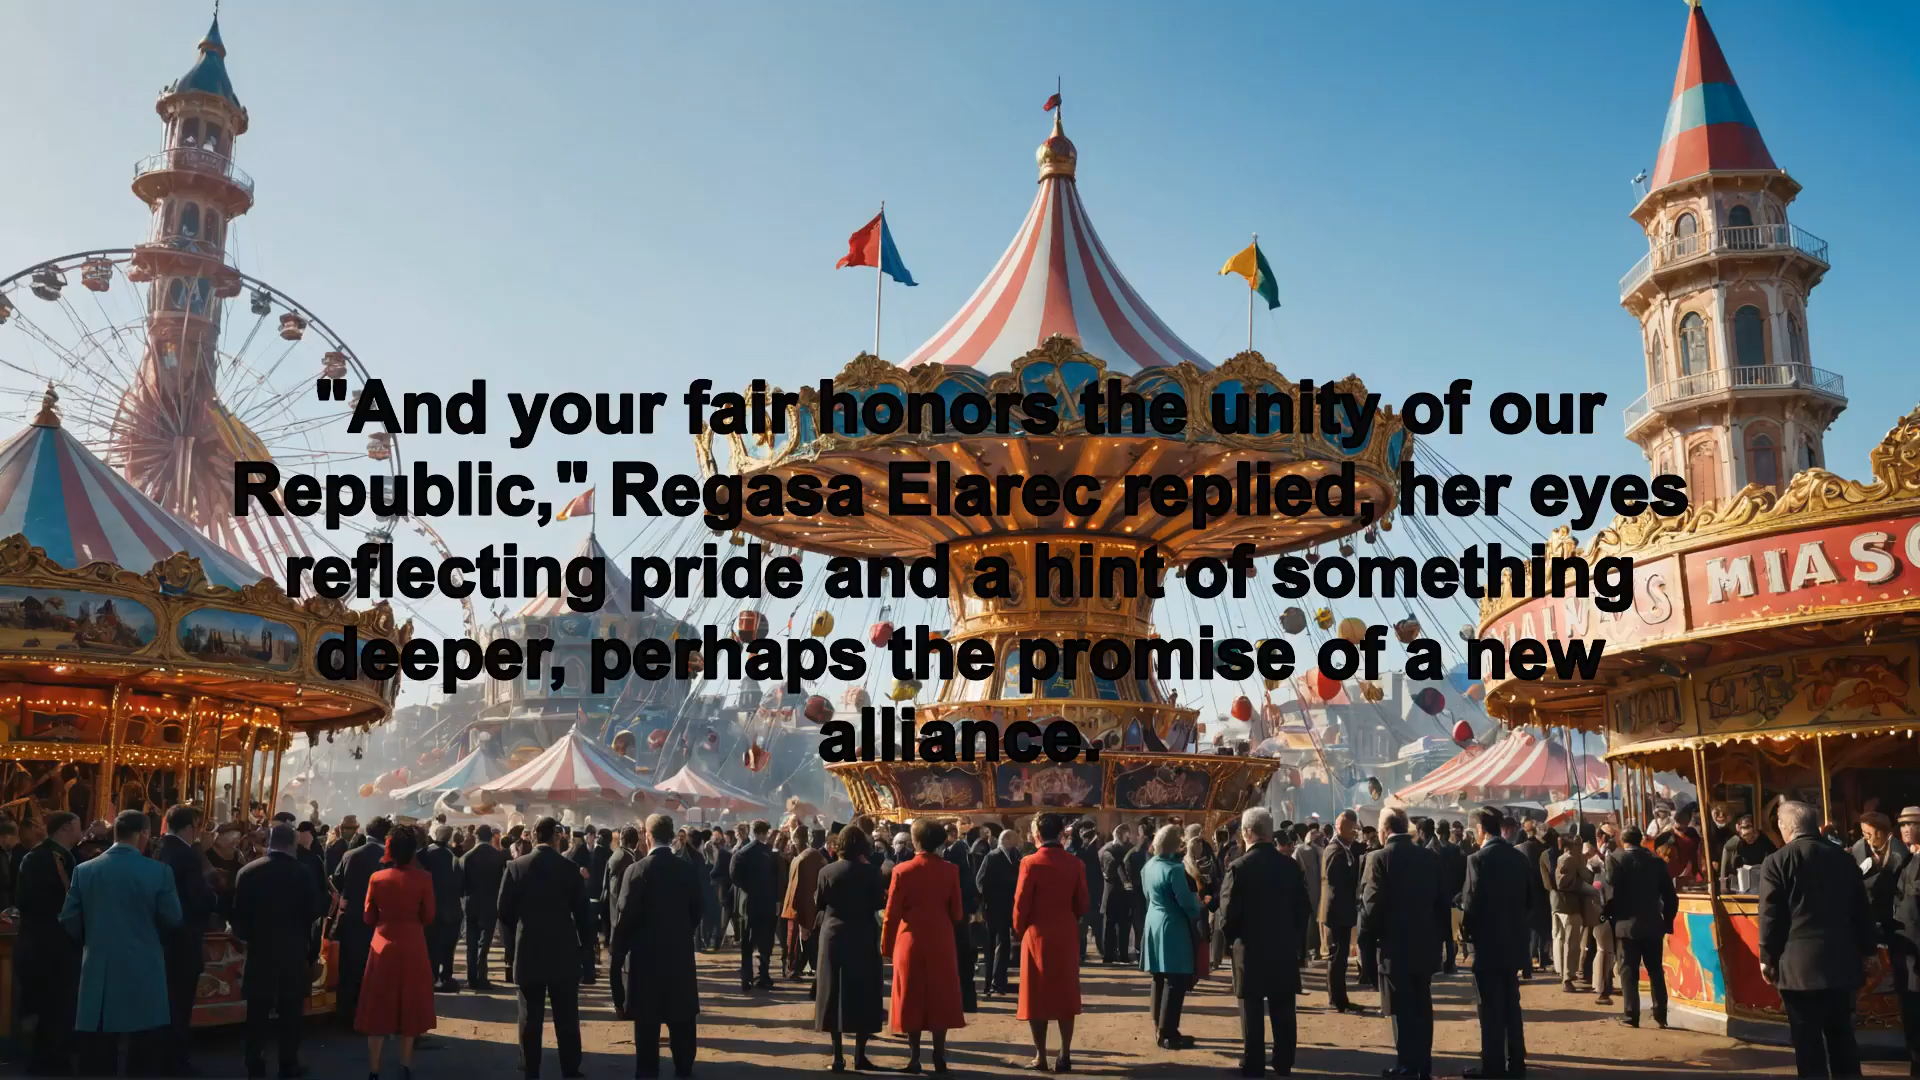 "And your fair honors the unity of our
Republic," Regasa Elarec replied, her eyes
reflecting pride and a hint of something
deeper, perhaps the promise of a new
alliance.
MIASC